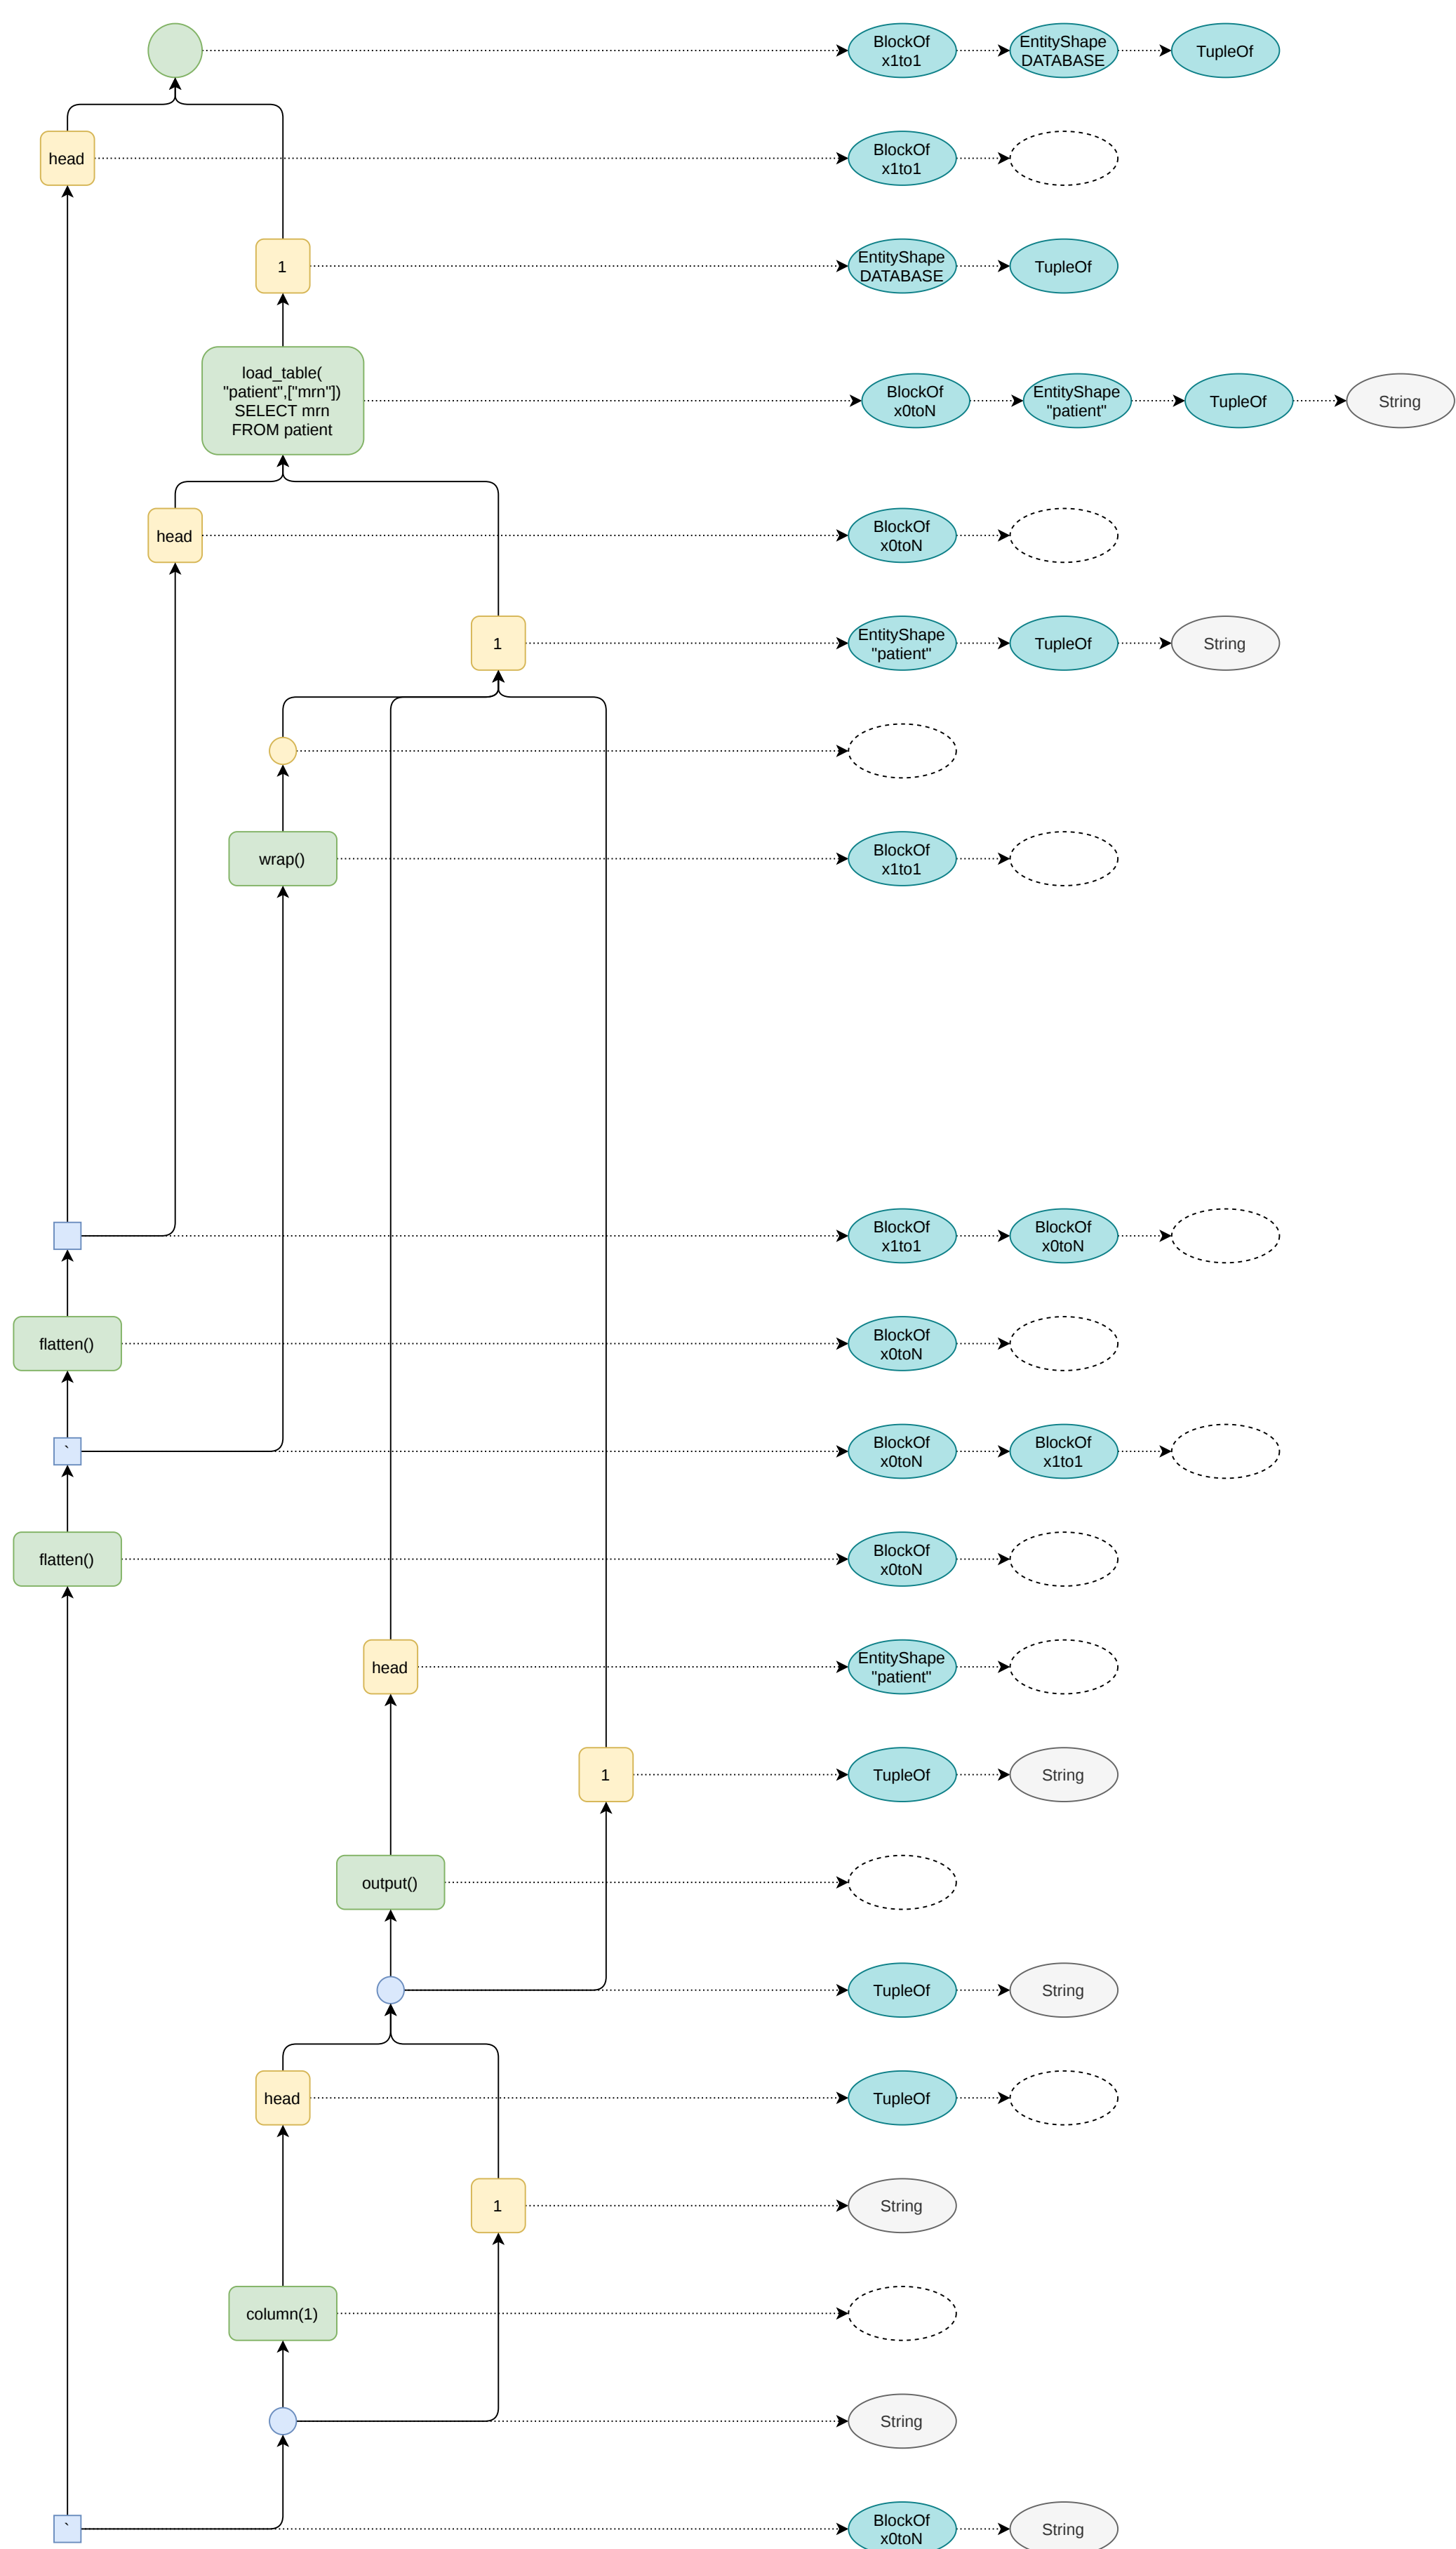 BlockOf
x1to1
EntityShape
DATABASE
TupleOf
head
BlockOf
x1to1
1
EntityShape
DATABASE
TupleOf
load_table(
"patient",["mrn"])
SELECT mrn
FROM patient
BlockOf
x0toN
EntityShape
"patient"
TupleOf
String
head
BlockOf
x0toN
1
EntityShape
"patient"
TupleOf
String
wrap()
BlockOf
x1to1
BlockOf
x1to1
BlockOf
x0toN
flatten()
BlockOf
x0toN
`
BlockOf
x0toN
BlockOf
x1to1
flatten()
BlockOf
x0toN
head
EntityShape
"patient"
1
TupleOf
String
output()
TupleOf
String
head
TupleOf
1
String
column(1)
String
`
BlockOf
x0toN
String